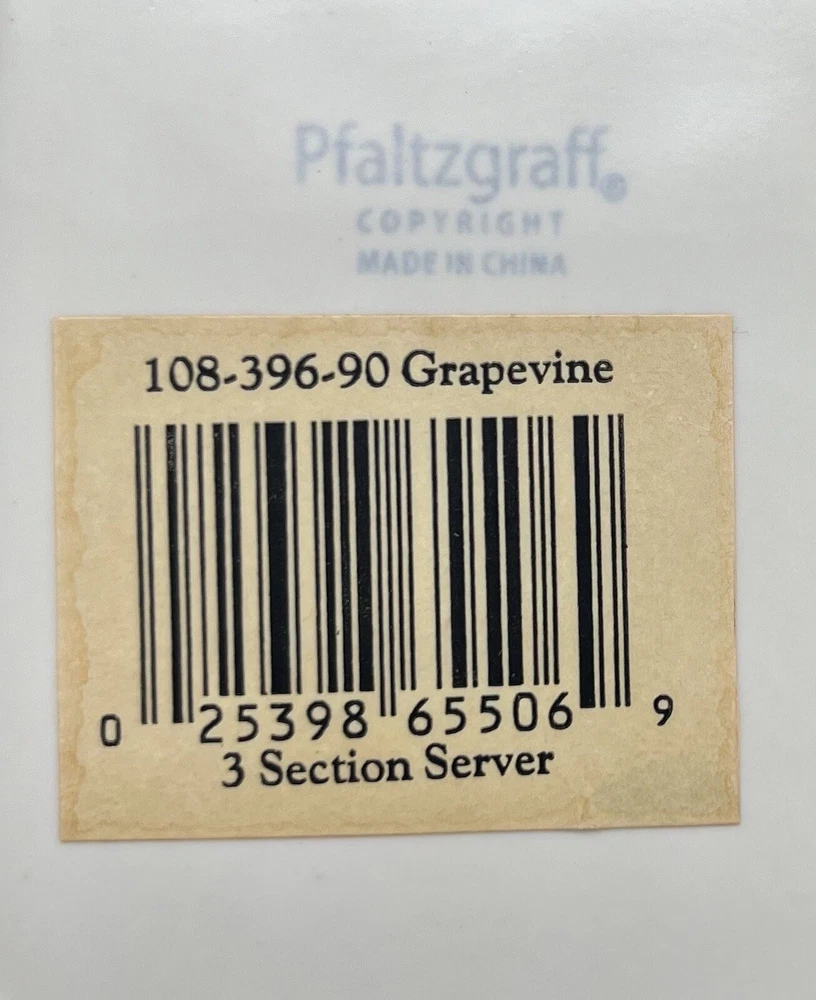 Pfaltzgraff®
COPYRIGHT
MADE IN CHINA
108-396-90 Grapevine
0 25398 65506 9
3 Section Server